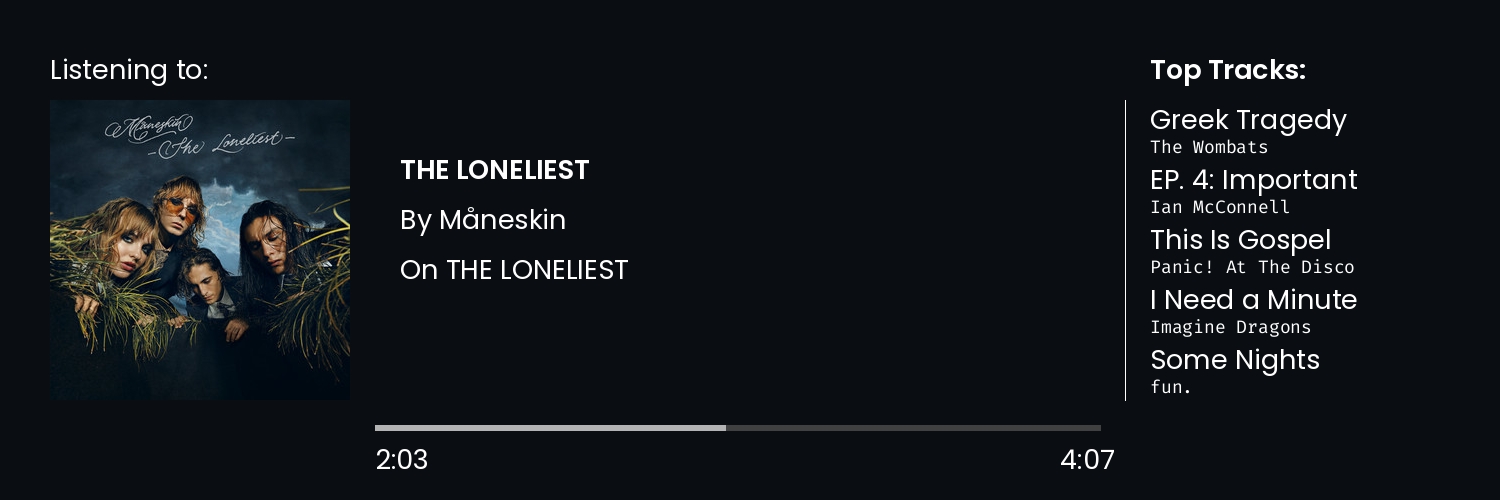 Listening to:
Måneskin
- The Loneliest -
THE LONELIEST
By Måneskin
On THE LONELIEST
2:03
4:07
Top Tracks:
Greek Tragedy
The Wombats
EP. 4: Important
Ian McConnell
This Is Gospel
Panic! At The Disco
I Need a Minute
Imagine Dragons
Some Nights
fun.